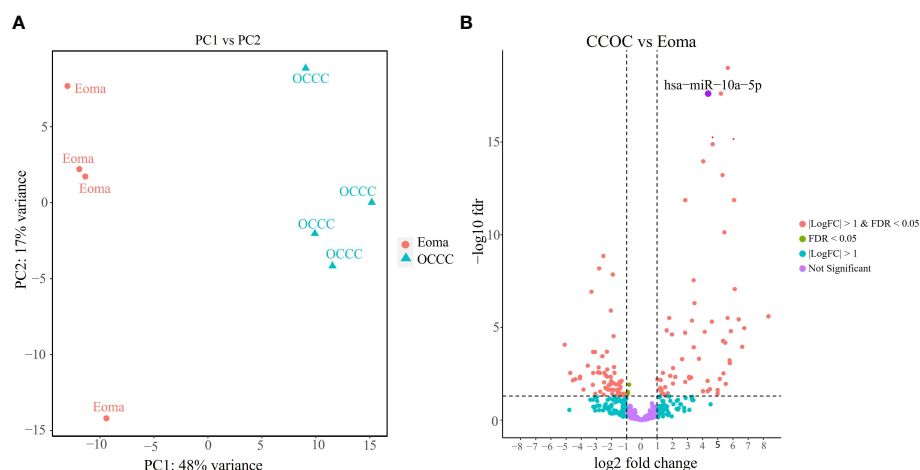 A
PC1 vs PC2
PC2: 17% variance
5
0
−5
−10
−15
Eoma
Eoma
Eoma
Eoma
OCCC
OCCC
OCCC
OCCC
−10
−5
0
5
10
15
PC1: 48% variance
Eoma
OCCC
B
CCOC vs Eoma
hsa−miR−10a−5p
−log10 fdr
15
10
5
0
−8 −7 −6 −5 −4 −3 −2 −1 0 1 2 3 4 5 6 7 8
log2 fold change
|LogFC| > 1 & FDR < 0.05
FDR < 0.05
|LogFC| > 1
Not Significant